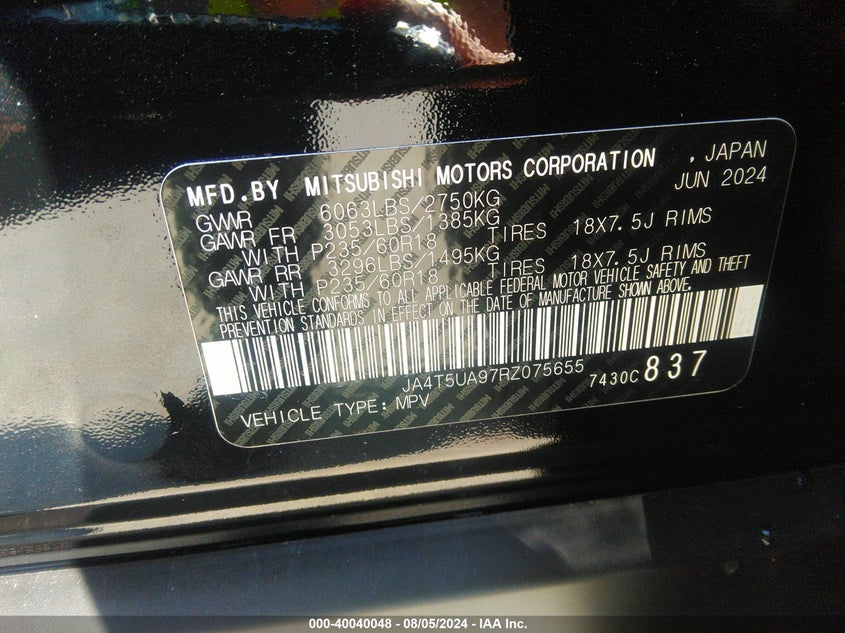 MFD.BY MITSUBISHI MOTORS CORPORATION , JAPAN
JUN 2024
GVWR 6063LBS/2750KG
GAWR FR 3053LBS/1385KG
WITH P235/60R18 TIRES 18X7.5J RIMS
GAWR RR 3296LBS/1495KG
WITH P235/60R18 TIRES 18X7.5J RIMS
THIS VEHICLE CONFORMS TO ALL APPLICABLE FEDERAL MOTOR VEHICLE SAFETY AND THEFT
PREVENTION STANDARDS IN EFFECT ON THE DATE OF MANUFACTURE SHOWN ABOVE.
JA4T5UA97RZ075655 7430C 837
VEHICLE TYPE: MPV
000-40040048 - 08/05/2024 - IAA Inc.